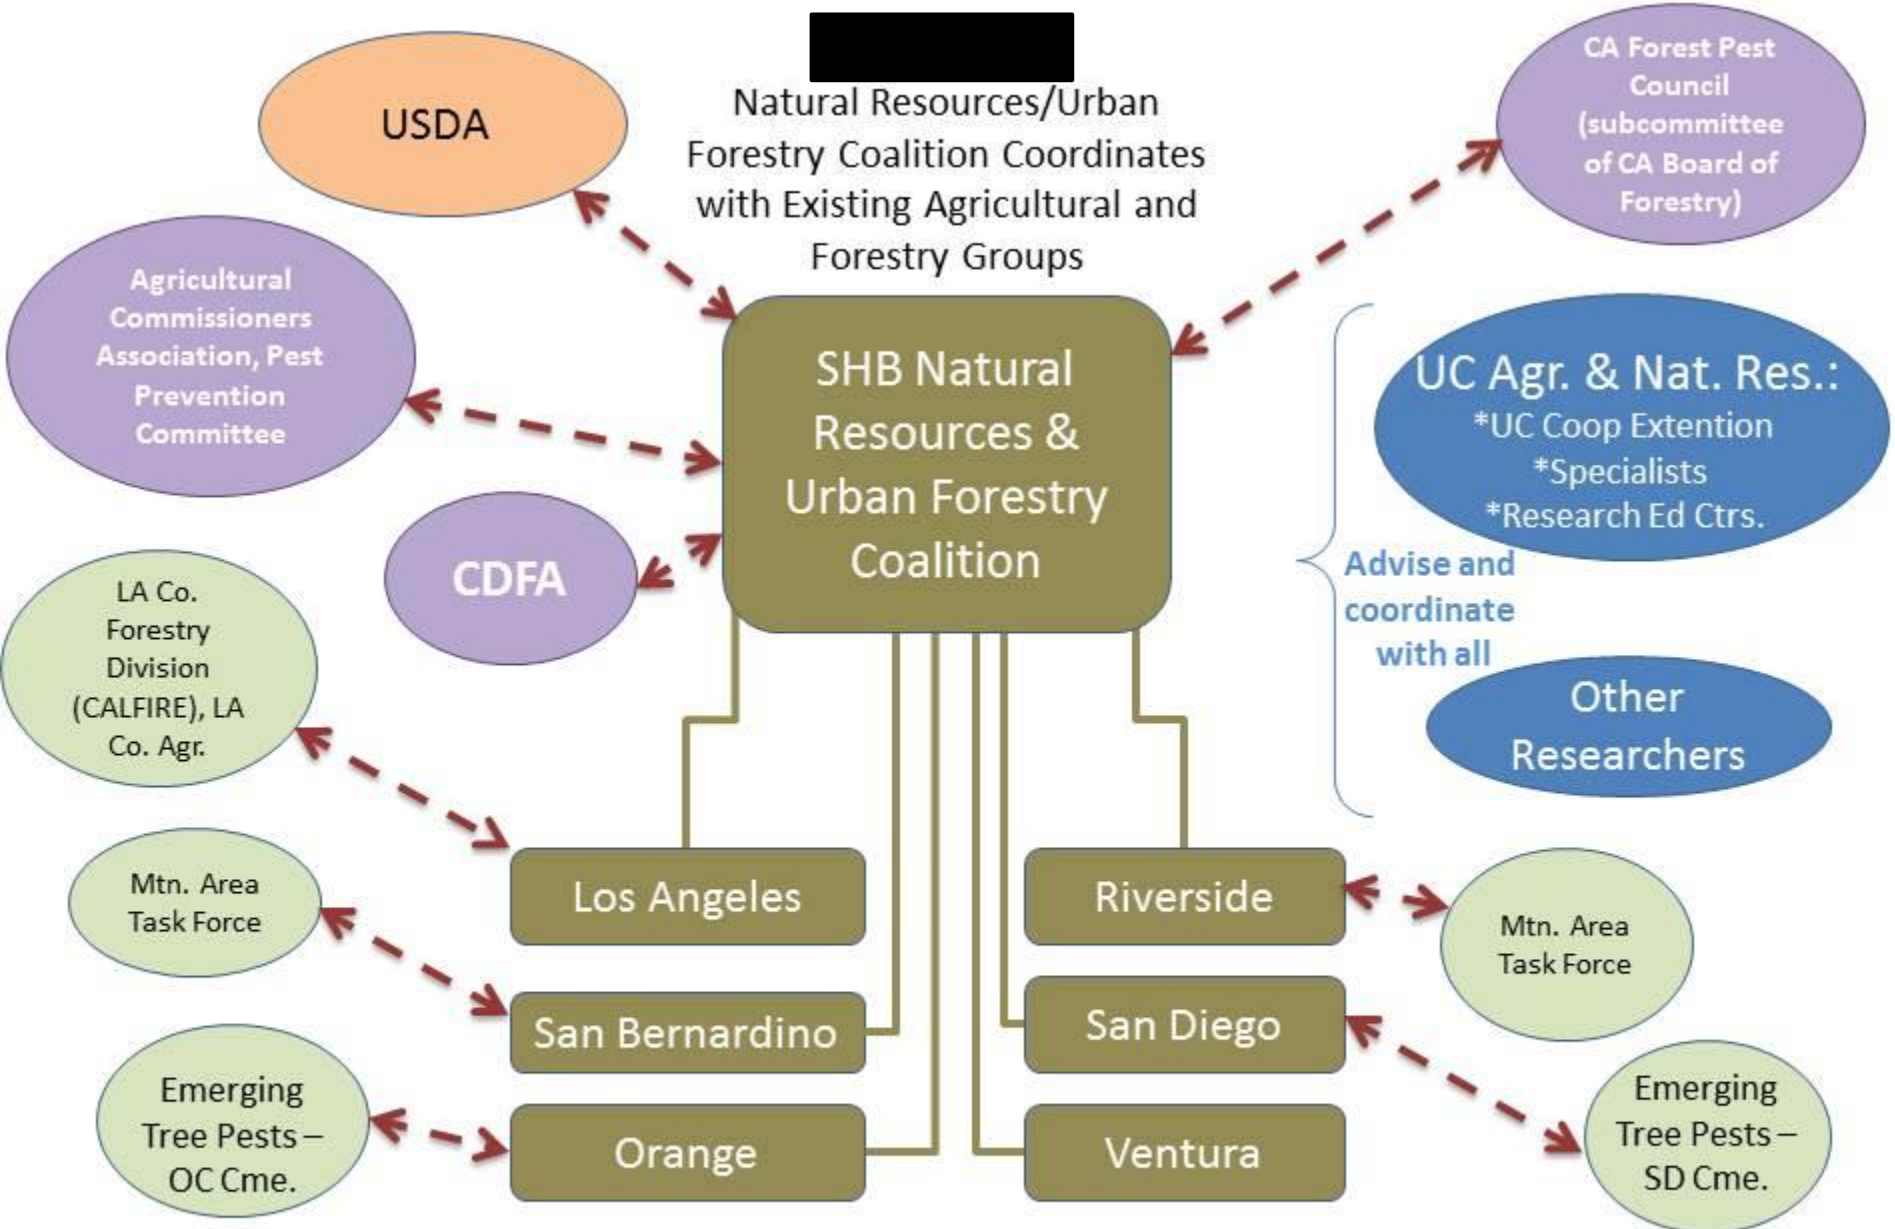 Natural Resources/Urban
Forestry Coalition Coordinates
with Existing Agricultural and
Forestry Groups
USDA
CA Forest Pest
Council
(subcommittee
of CA Board of
Forestry)
Agricultural
Commissioners
Association, Pest
Prevention
Committee
SHB Natural
Resources &
Urban Forestry
Coalition
UC Agr. & Nat. Res.:
*UC Coop Extention
*Specialists
*Research Ed Ctrs.
CDFA
Advise and
coordinate
with all
LA Co.
Forestry
Division
(CALFIRE), LA
Co. Agr.
Other
Researchers
Los Angeles
Riverside
Mtn. Area
Task Force
Mtn. Area
Task Force
San Bernardino
San Diego
Emerging
Tree Pests –
OC Cme.
Orange
Ventura
Emerging
Tree Pests –
SD Cme.